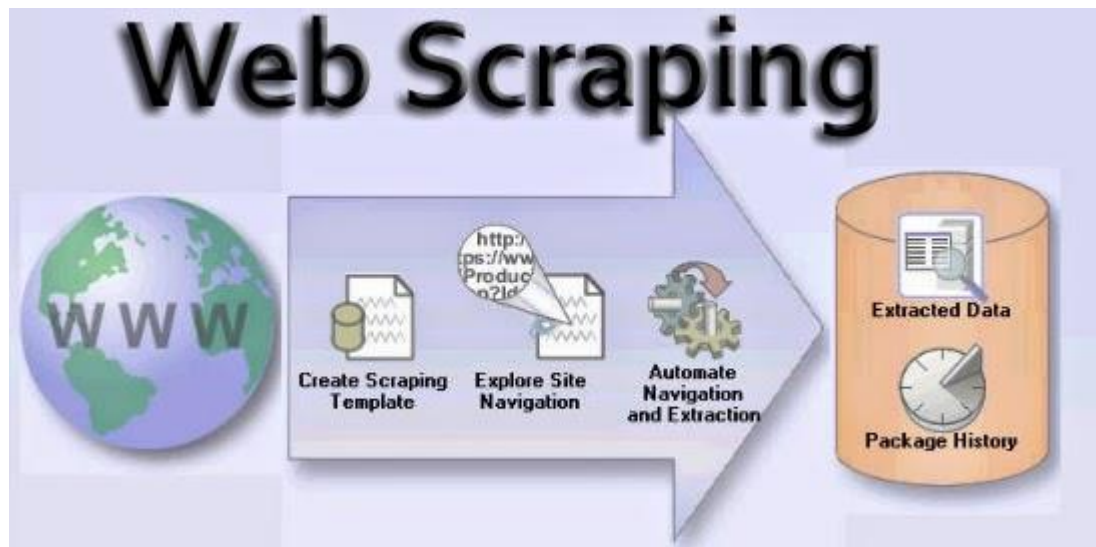 Web Scraping
WWW
http:/
ps://ww
Produc
n?Id
Create Scraping
Template
Explore Site
Navigation
Automate
Navigation
and Extraction
Extracted Data
Package History